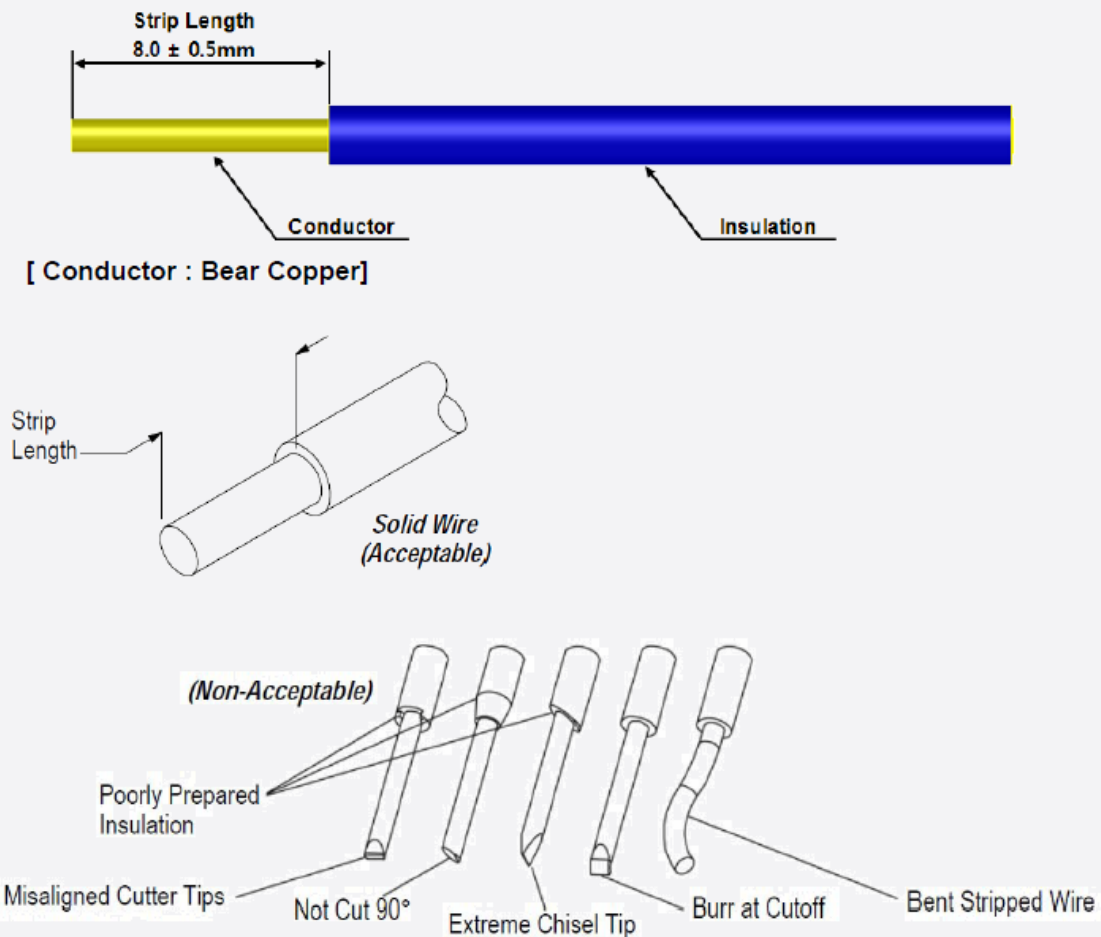 Strip Length
8.0 ± 0.5mm
Conductor
Insulation
[ Conductor : Bear Copper]
Strip
Length
Solid Wire
(Acceptable)
(Non-Acceptable)
Poorly Prepared
Insulation
Misaligned Cutter Tips
Not Cut 90°
Extreme Chisel Tip
Burr at Cutoff
Bent Stripped Wire